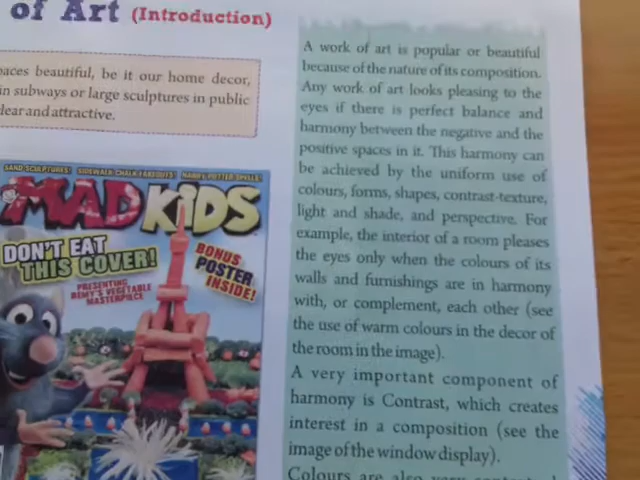 of Art (Introduction)
paces beautiful, be it our home decor,
in subways or large sculptures in public
clear and attractive.
SAND SCULPTURES! SIDEWALK CHALK FAKEOUTS! HARRY POTTER SPELLS!
MAD KiDS
DON'T EAT
THIS COVER!
PRESENTING
REMY'S VEGETABLE
MASTERPIECE
BONUS
POSTER
INSIDE!
A work of art is popular or beautiful
because of the nature of its composition.
Any work of art looks pleasing to the
eyes if there is perfect balance and
harmony between the negative and the
positive spaces in it. This harmony can
be achieved by the uniform use of
colours, forms, shapes, contrast-texture,
light and shade, and perspective. For
example, the interior of a room pleases
the eyes only when the colours of its
walls and furnishings are in harmony
with, or complement, each other (see
the use of warm colours in the decor of
the room in the image).
A very important component of
harmony is Contrast, which creates
interest in a composition (see the
image of the window display).
Colours are also very